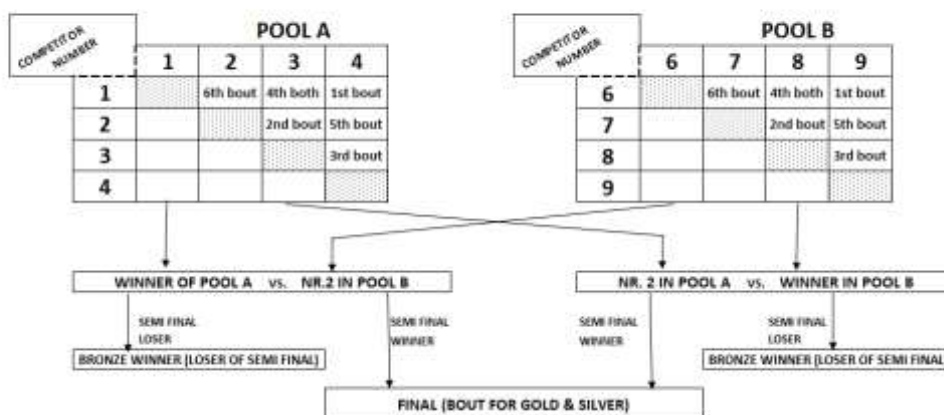 POOL A
POOL B
COMPETITOR
NUMBER
1 2 3 4
1 6th bout 4th both 1st bout
2 2nd bout 5th bout
3 3rd bout
4
COMPETITOR
NUMBER
6 7 8 9
6 6th bout 4th both 1st bout
7 2nd bout 5th bout
8 3rd bout
9
WINNER OF POOL A vs. NR.2 IN POOL B
NR. 2 IN POOL A vs. WINNER IN POOL B
SEMI FINAL
LOSER
SEMI FINAL
WINNER
SEMI FINAL
WINNER
SEMI FINAL
LOSER
BRONZE WINNER [LOSER OF SEMI FINAL]
BRONZE WINNER [LOSER OF SEMI FINAL
FINAL (BOUT FOR GOLD & SILVER)